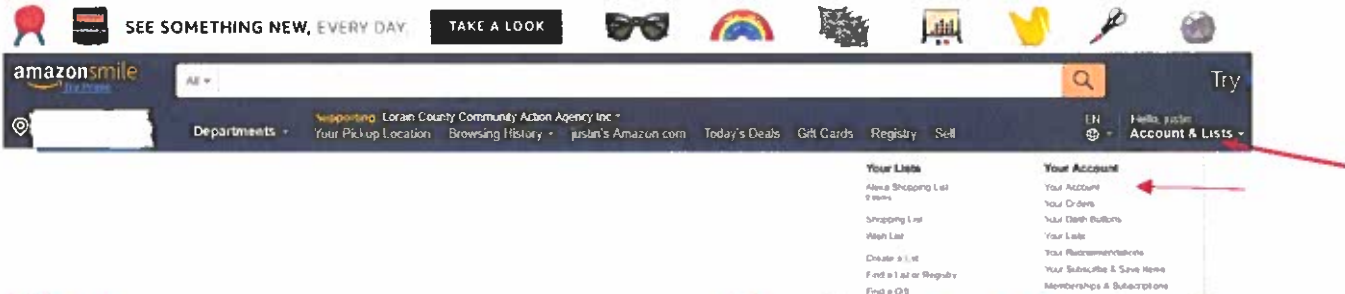 SEE SOMETHING NEW, EVERY DAY. TAKE A LOOK
amazonsmile
Try Prime
All
Try
Supporting: Lorain County Community Action Agency Inc
Departments
Your Pickup Location Browsing History justin's Amazon.com Today's Deals Gift Cards Registry Sell
EN
Hello, justin
Account & Lists
Your Lists
Alexa Shopping List
Shopping List
Wish List
Create a List
Find a List or Registry
Find a Gift
Your Account
Your Account
Your Orders
Your Dash Buttons
Your Lists
Your Recommendations
Your Subscribe & Save Items
Memberships & Subscriptions